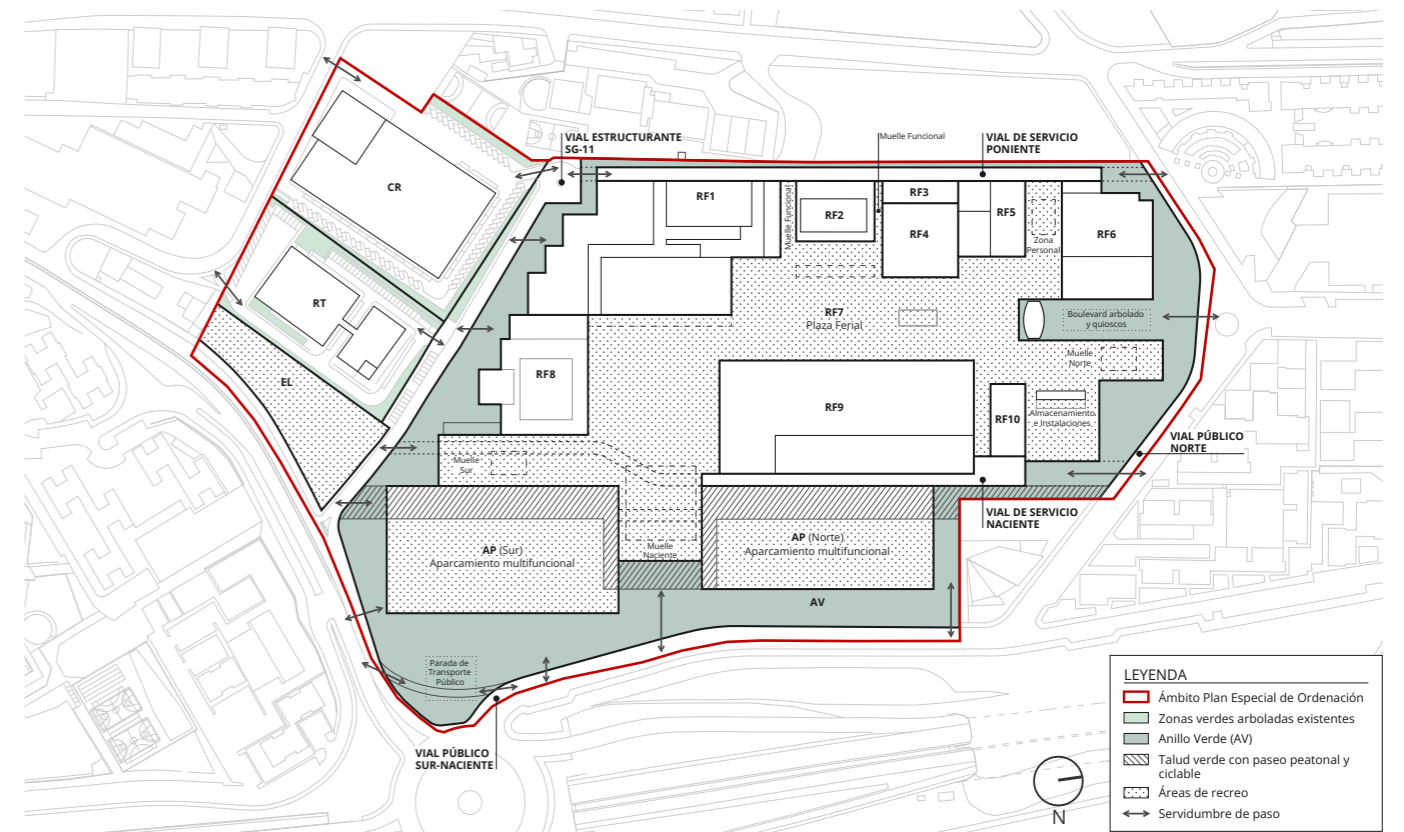 VIAL ESTRUCTURANTE
SG-11
Muelle Funcional
VIAL DE SERVICIO
PONIENTE
CR
RF1
Muelle Funcional
RF2
RF3
RF4
RF5
Zona
Personal
RF6
RT
RF7
Plaza Ferial
Boulevard arbolado
y quioscos
Muelle
Norte
EL
RF8
RF9
RF10
Almacenamiento
e Instalaciones
VIAL PÚBLICO
NORTE
Muelle
Sur
VIAL DE SERVICIO
NACIENTE
AP (Sur)
Aparcamiento multifuncional
Muelle
Naciente
AP (Norte)
Aparcamiento multifuncional
AV
Parada de
Transporte
Público
VIAL PÚBLICO
SUR-NACIENTE
N
LEYENDA
Ámbito Plan Especial de Ordenación
Zonas verdes arboladas existentes
Anillo Verde (AV)
Talud verde con paseo peatonal y
ciclable
Áreas de recreo
Servidumbre de paso